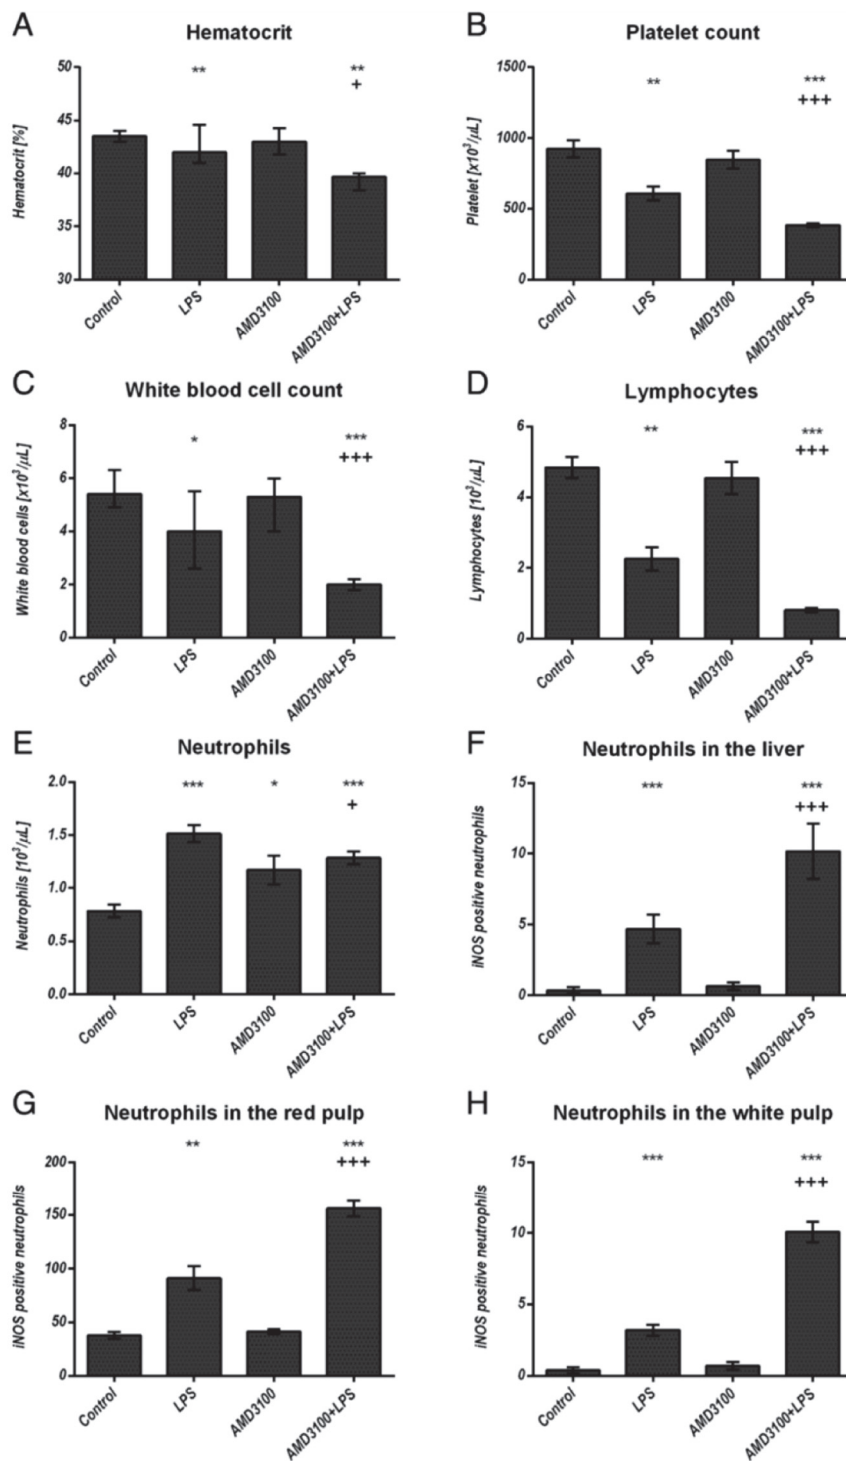 A
Hematocrit
** **
+
Hematocrit [%]
50
45
40
35
30
Control
LPS
AMD3100
AMD3100+LPS
B
Platelet count
** ***
+++
Platelet [x10³/μL]
1500
1000
500
0
Control
LPS
AMD3100
AMD3100+LPS
C
White blood cell count
* ***
+++
White blood cells [x10³/μL]
8
6
4
2
0
Control
LPS
AMD3100
AMD3100+LPS
D
Lymphocytes
** ***
+++
Lymphocytes [10³/μL]
6
4
2
0
Control
LPS
AMD3100
AMD3100+LPS
E
Neutrophils
*** * ***
+
Neutrophils [10³/μL]
2.0
1.5
1.0
0.5
0.0
Control
LPS
AMD3100
AMD3100+LPS
F
Neutrophils in the liver
*** ***
+++
iNOS positive neutrophils
15
10
5
0
Control
LPS
AMD3100
AMD3100+LPS
G
Neutrophils in the red pulp
** ***
+++
iNOS positive neutrophils
200
150
100
50
0
Control
LPS
AMD3100
AMD3100+LPS
H
Neutrophils in the white pulp
*** ***
+++
iNOS positive neutrophils
15
10
5
0
Control
LPS
AMD3100
AMD3100+LPS